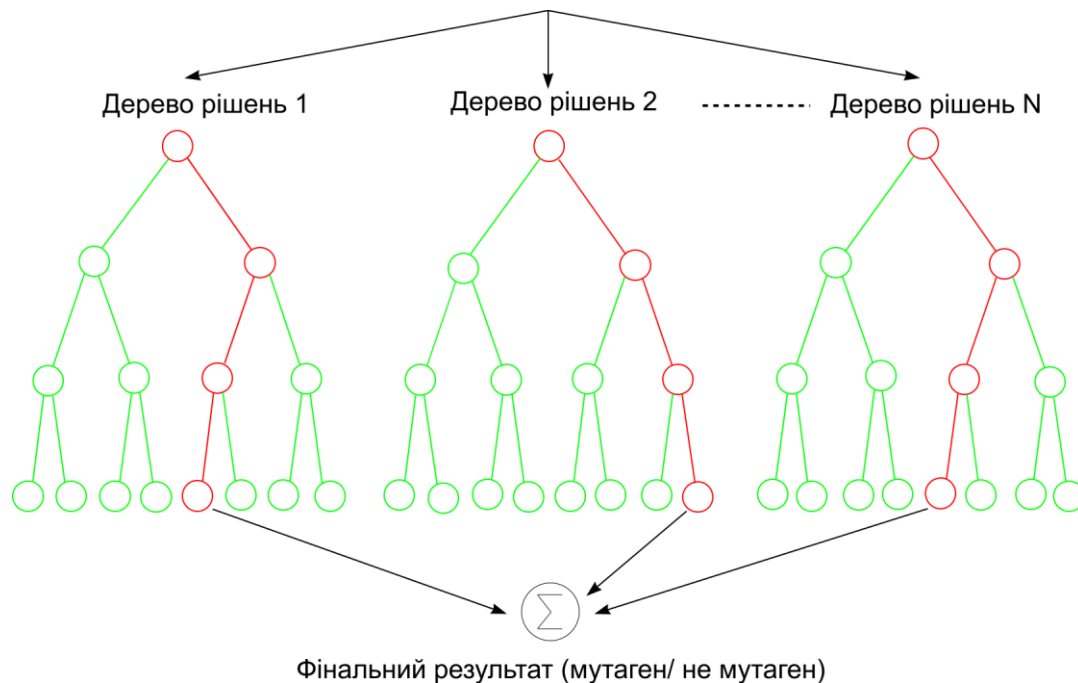 Дерево рішень 1
Дерево рішень 2
Дерево рішень N
Σ
Фінальний результат (мутаген/ не мутаген)